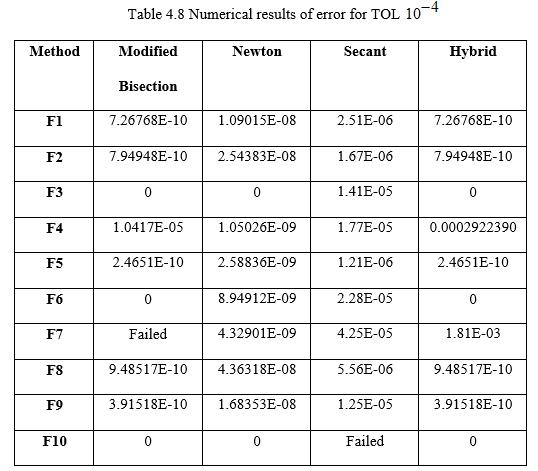 Table 4.8 Numerical results of error for TOL 10⁻⁴
Method Modified Bisection Newton Secant Hybrid
F1 7.26768E-10 1.09015E-08 2.51E-06 7.26768E-10
F2 7.94948E-10 2.54383E-08 1.67E-06 7.94948E-10
F3 0 0 1.41E-05 0
F4 1.0417E-05 1.05026E-09 1.77E-05 0.0002922390
F5 2.4651E-10 2.58836E-09 1.21E-06 2.4651E-10
F6 0 8.94912E-09 2.28E-05 0
F7 Failed 4.32901E-09 4.25E-05 1.81E-03
F8 9.48517E-10 4.36318E-08 5.56E-06 9.48517E-10
F9 3.91518E-10 1.68353E-08 1.25E-05 3.91518E-10
F10 0 0 Failed 0